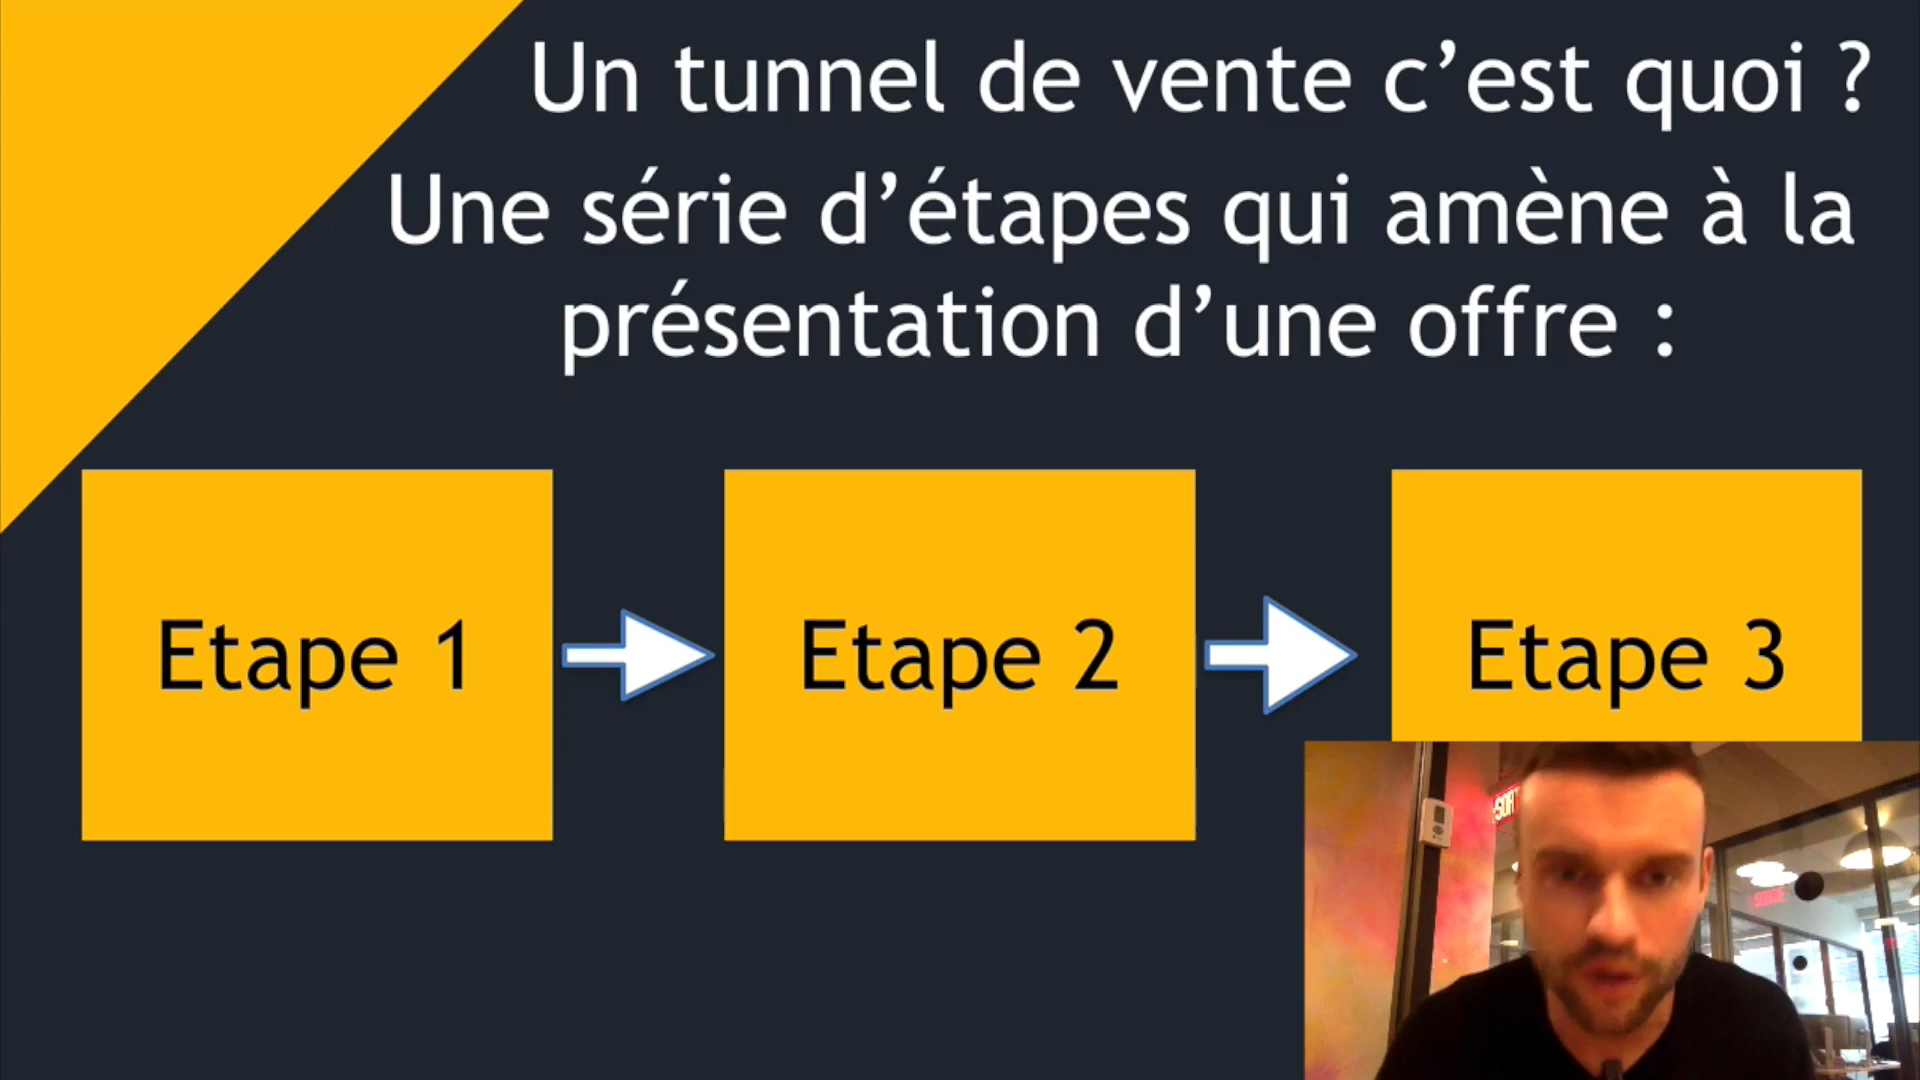 Un tunnel de vente c’est quoi ?
Une série d’étapes qui amène à la
présentation d’une offre :
Etape 1
Etape 2
Etape 3